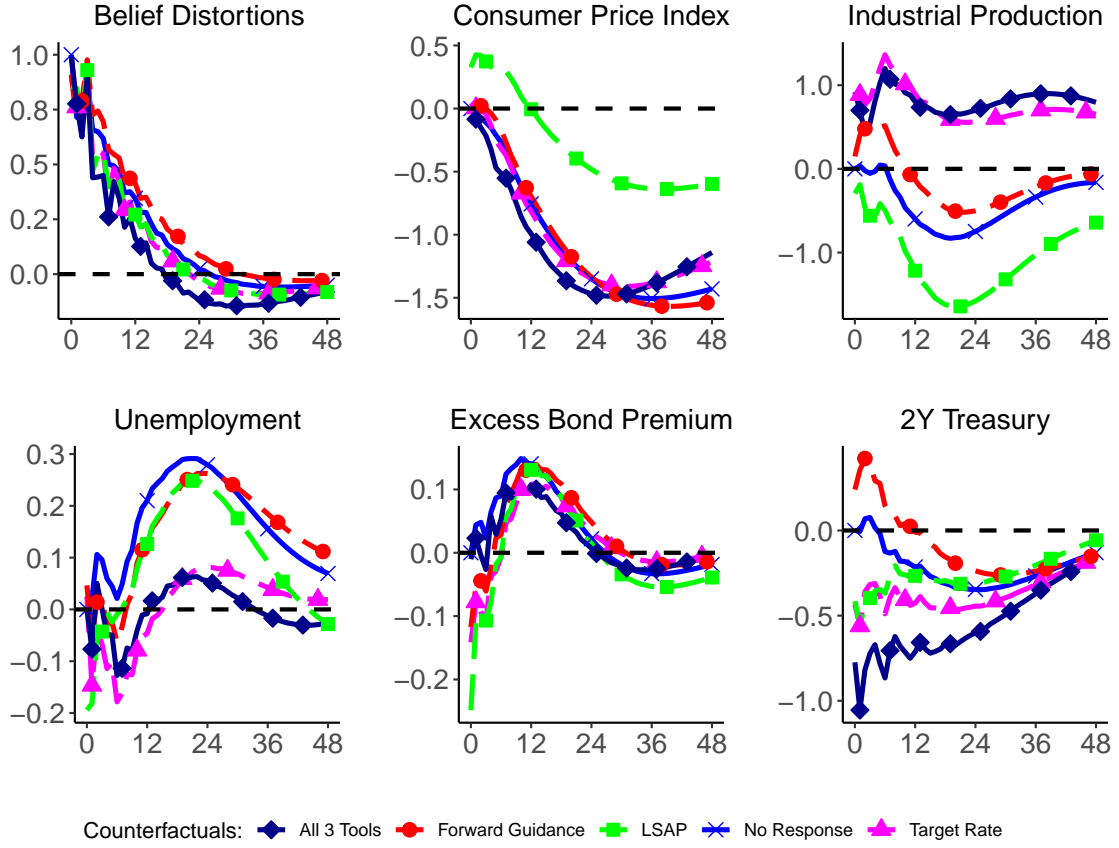 Belief Distortions Consumer Price Index Industrial Production
1.0 0.8 0.5 0.2 0.0
0 12 24 36 48
0.5 0.0 −0.5 −1.0 −1.5
0 12 24 36 48
1.0 0.0 −1.0
0 12 24 36 48
Unemployment Excess Bond Premium 2Y Treasury
0.3 0.2 0.1 0.0 −0.1 −0.2
0 12 24 36 48
0.1 0.0 −0.1 −0.2
0 12 24 36 48
0.0 −0.5 −1.0
0 12 24 36 48
Counterfactuals: All 3 Tools Forward Guidance LSAP No Response Target Rate